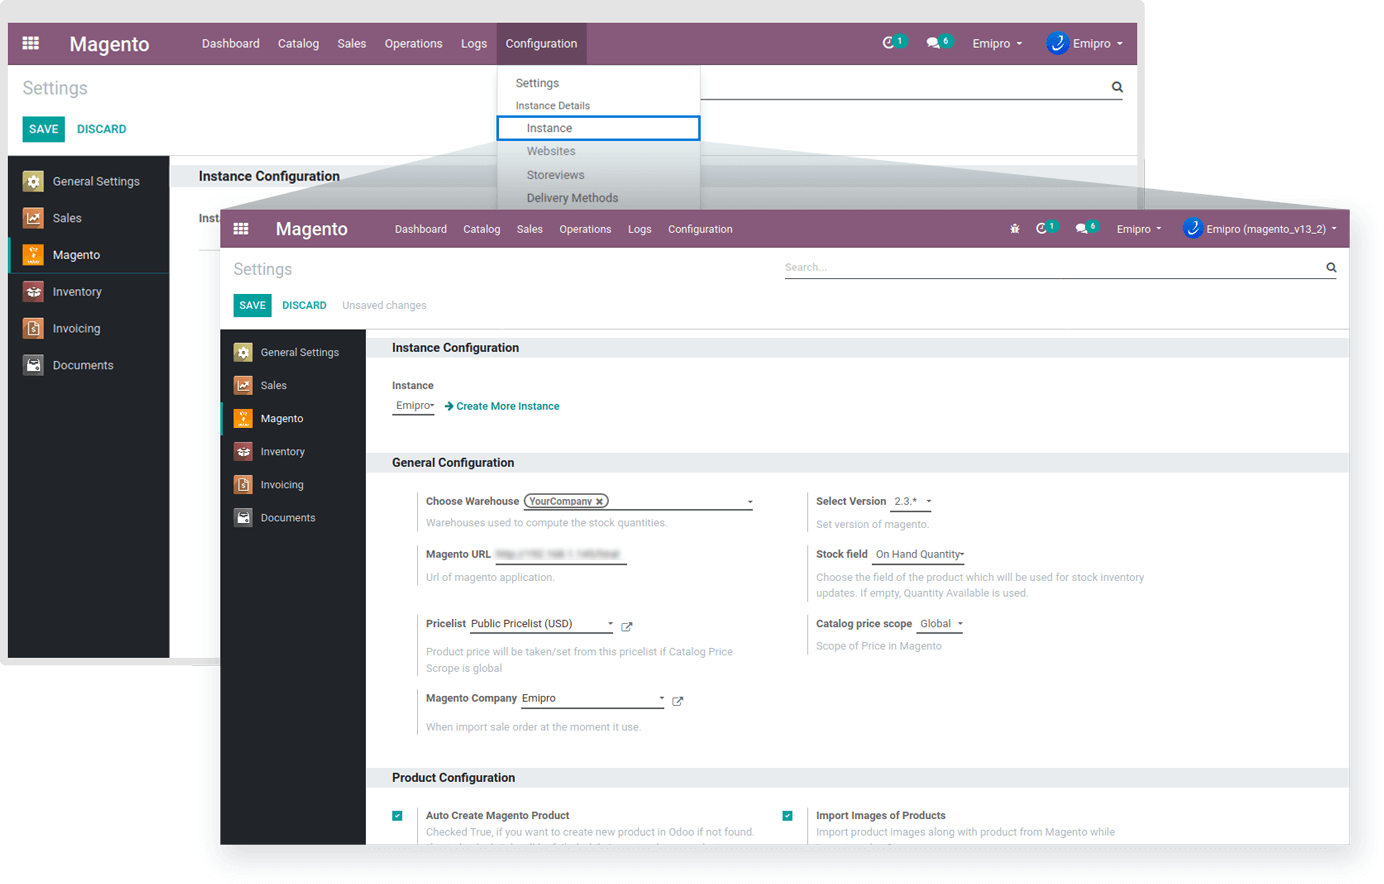 Magento Dashboard Catalog Sales Operations Logs Configuration 1 6 Emipro Emipro
Settings
SAVE DISCARD
Settings
Instance Details
Instance
Websites
Storeviews
Delivery Methods
General Settings
Sales
Magento
Inventory
Invoicing
Documents
Instance Configuration
Magento Dashboard Catalog Sales Operations Logs Configuration 1 6 Emipro Emipro (magento_v13_2)
Settings Search...
SAVE DISCARD Unsaved changes
General Settings
Sales
Magento
Inventory
Invoicing
Documents
Instance Configuration
Instance
Emipro Create More Instance
General Configuration
Choose Warehouse YourCompany
Warehouses used to compute the stock quantities.
Select Version 2.3.*
Set version of magento.
Magento URL
Url of magento application.
Stock field On Hand Quantity
Choose the field of the product which will be used for stock inventory
updates. If empty, Quantity Available is used.
Pricelist Public Pricelist (USD)
Product price will be taken/set from this pricelist if Catalog Price
Scrope is global
Catalog price scope Global
Scope of Price in Magento
Magento Company Emipro
When import sale order at the moment it use.
Product Configuration
Auto Create Magento Product
Checked True, if you want to create new product in Odoo if not found.
Import Images of Products
Import product images along with product from Magento while